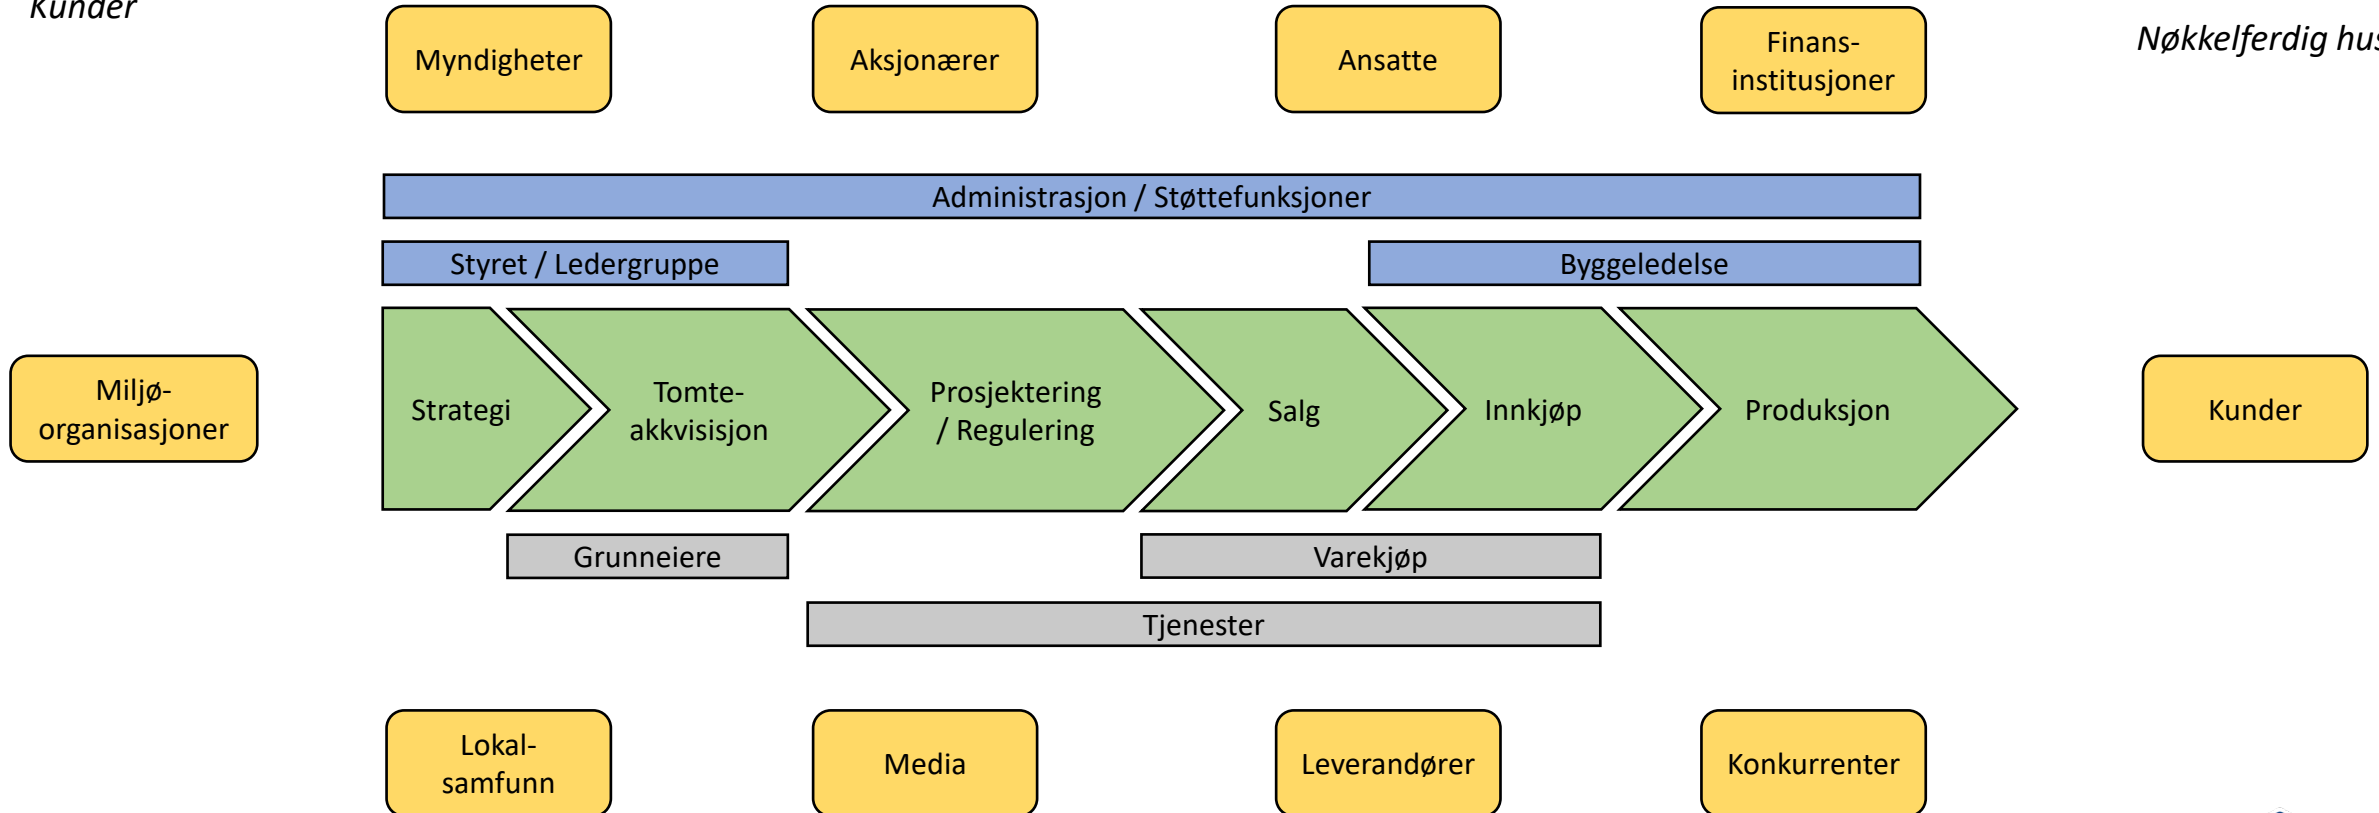 Kunder
Myndigheter
Aksjonærer
Ansatte
Finans-
institusjoner
Nøkkelferdig hus
Administrasjon / Støttefunksjoner
Styret / Ledergruppe
Byggeledelse
Miljø-
organisasjoner
Strategi
Tomte-
akkvisisjon
Prosjektering
/ Regulering
Salg
Innkjøp
Produksjon
Kunder
Grunneiere
Varekjøp
Tjenester
Lokal-
samfunn
Media
Leverandører
Konkurrenter